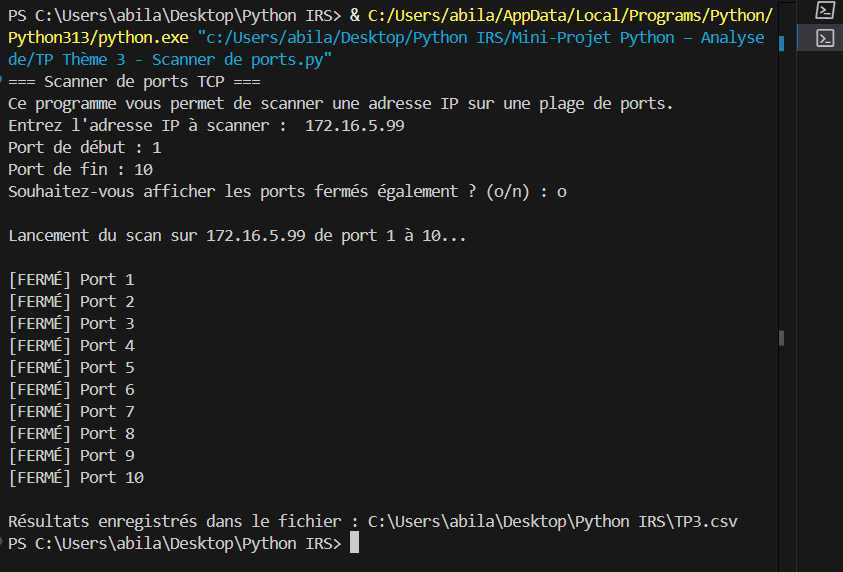 PS C:\Users\abila\Desktop\Python IRS> & C:/Users/abila/AppData/Local/Programs/Python/
Python313/python.exe "c:/Users/abila/Desktop/Python IRS/Mini-Projet Python – Analyse
de/TP Thème 3 - Scanner de ports.py"
=== Scanner de ports TCP ===
Ce programme vous permet de scanner une adresse IP sur une plage de ports.
Entrez l'adresse IP à scanner :  172.16.5.99
Port de début : 1
Port de fin : 10
Souhaitez-vous afficher les ports fermés également ? (o/n) : o
Lancement du scan sur 172.16.5.99 de port 1 à 10...
[FERMÉ] Port 1
[FERMÉ] Port 2
[FERMÉ] Port 3
[FERMÉ] Port 4
[FERMÉ] Port 5
[FERMÉ] Port 6
[FERMÉ] Port 7
[FERMÉ] Port 8
[FERMÉ] Port 9
[FERMÉ] Port 10
Résultats enregistrés dans le fichier : C:\Users\abila\Desktop\Python IRS\TP3.csv
PS C:\Users\abila\Desktop\Python IRS>